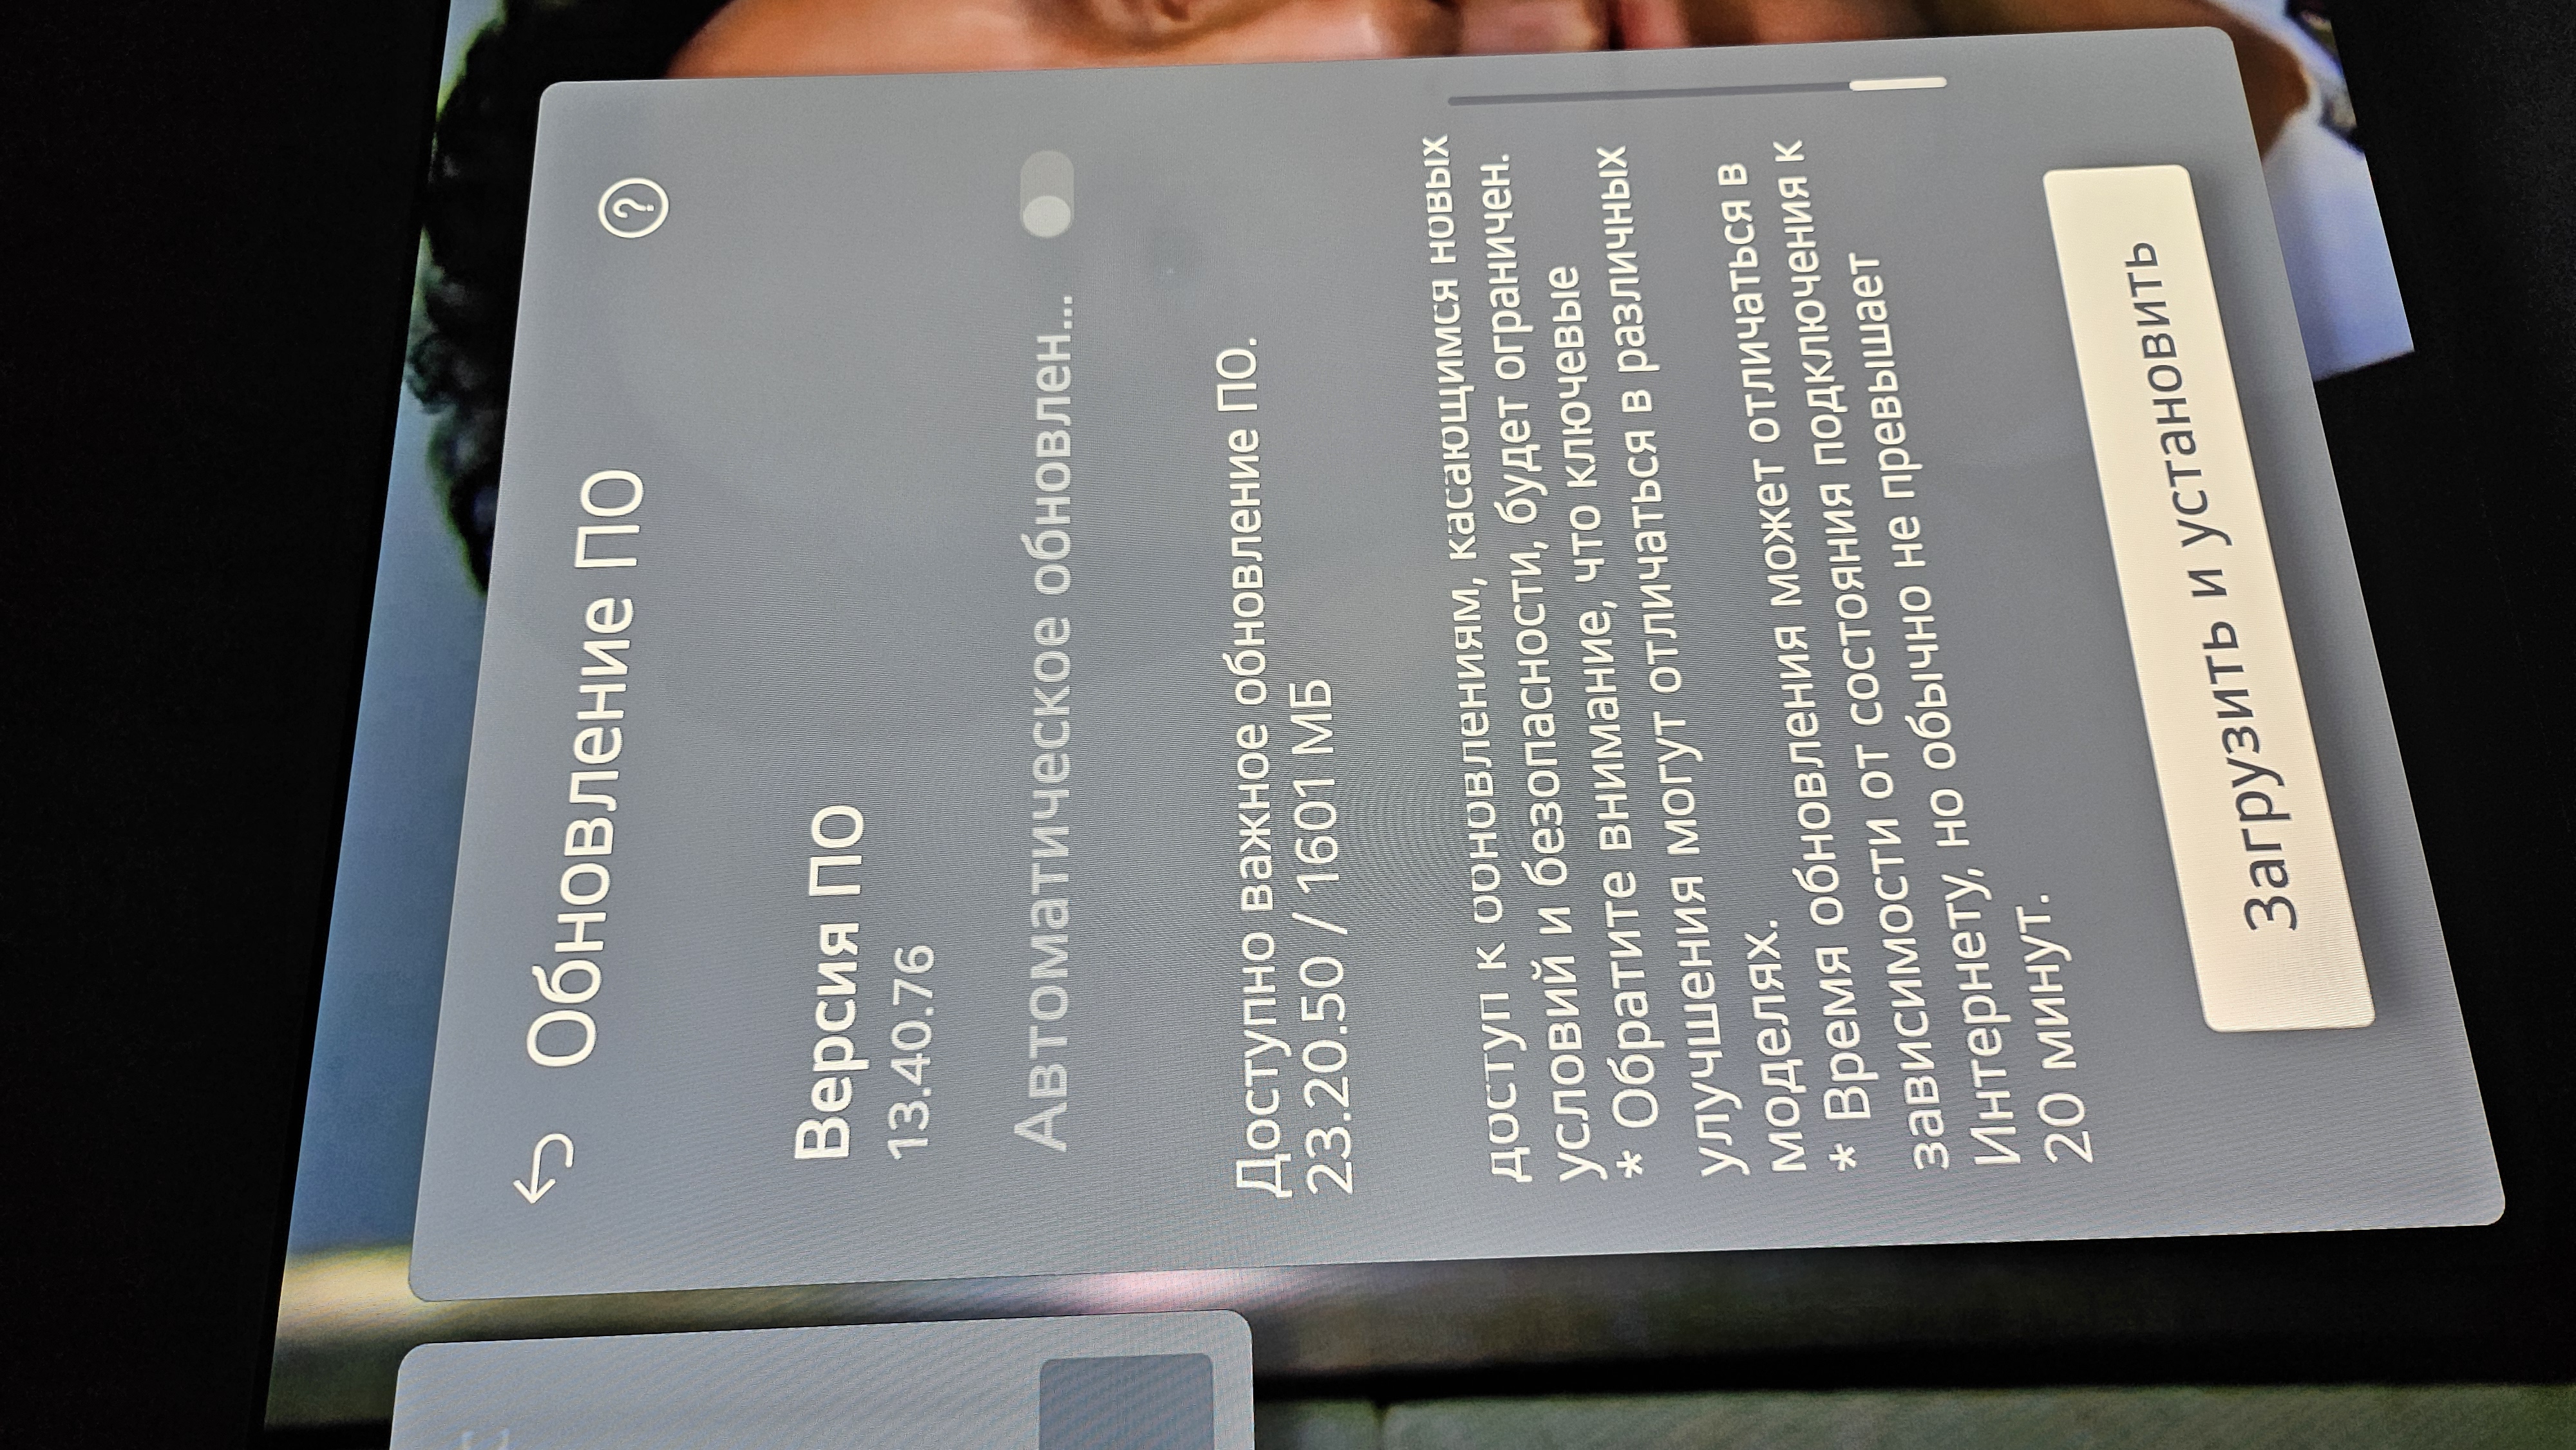 Обновление ПО
Версия ПО
13.40.76
Автоматическое обновлен...
Доступно важное обновление ПО.
23.20.50 / 1601 МБ
доступ к обновлениям, касающимся новых
условий и безопасности, будет ограничен.
* Обратите внимание, что ключевые
улучшения могут отличаться в различных
моделях.
* Время обновления может отличаться в
зависимости от состояния подключения к
Интернету, но обычно не превышает
20 минут.
Загрузить и установить